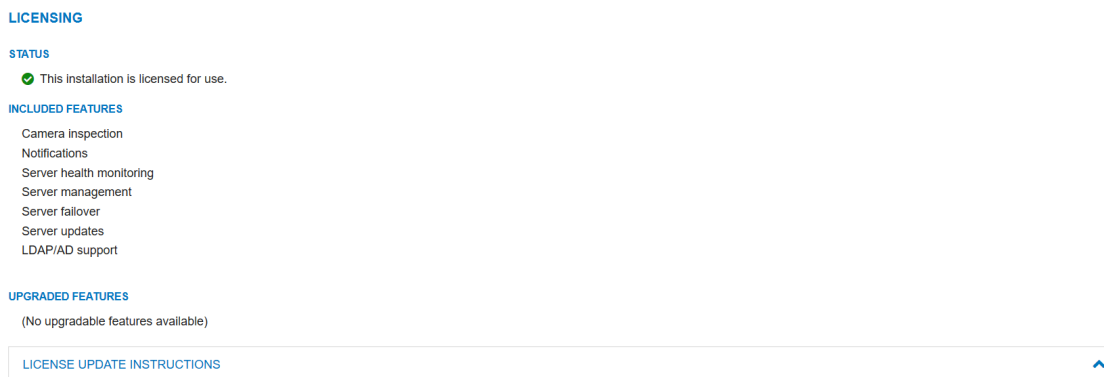 LICENSING
STATUS
This installation is licensed for use.
INCLUDED FEATURES
Camera inspection
Notifications
Server health monitoring
Server management
Server failover
Server updates
LDAP/AD support
UPGRADED FEATURES
(No upgradable features available)
LICENSE UPDATE INSTRUCTIONS